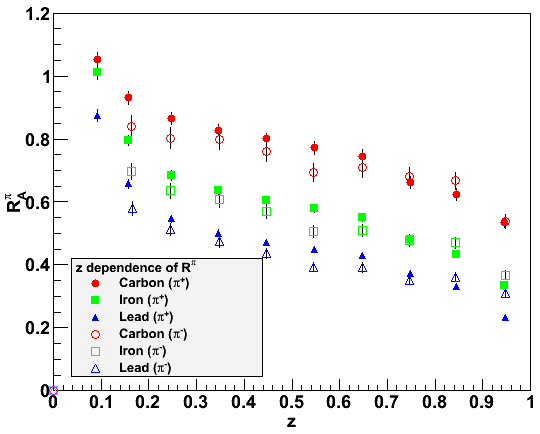 1.2
1
0.8
0.6
0.4
0.2
0
R_A^π
z dependence of R^π
Carbon (π⁺)
Iron (π⁺)
Lead (π⁺)
Carbon (π⁻)
Iron (π⁻)
Lead (π⁻)
0 0.1 0.2 0.3 0.4 0.5 0.6 0.7 0.8 0.9 1
z